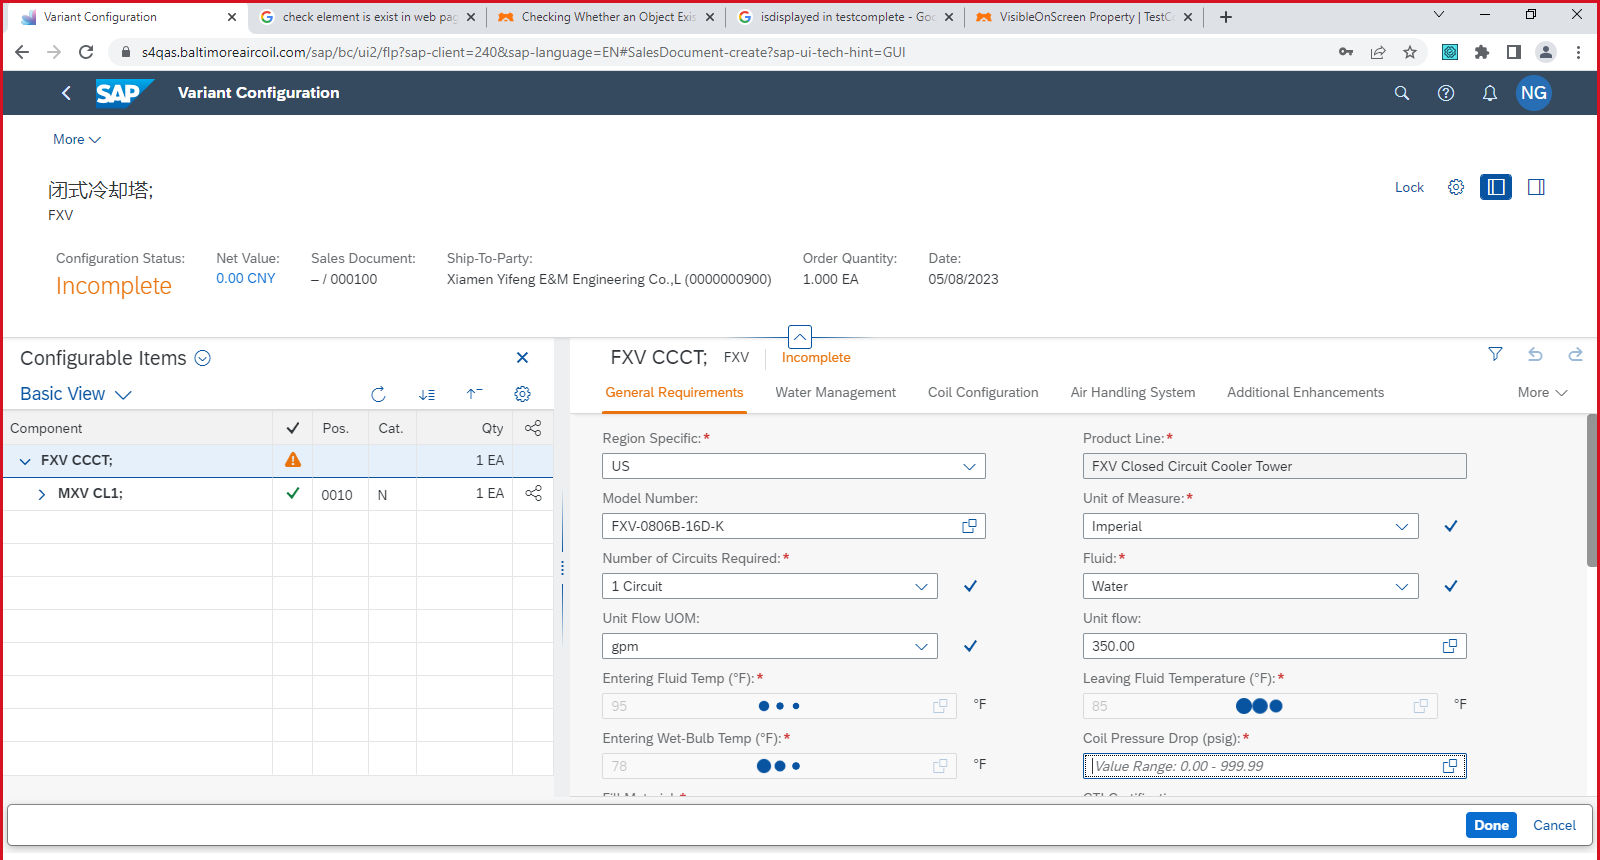 Variant Configuration
check element is exist in web pag
Checking Whether an Object Exis
isdisplayed in testcomplete - Goo
VisibleOnScreen Property | TestCo
s4qas.baltimoreaircoil.com/sap/bc/ui2/flp?sap-client=240&sap-language=EN#SalesDocument-create?sap-ui-tech-hint=GUI
SAP
Variant Configuration
NG
More
闭式冷却塔;
FXV
Lock
Configuration Status:
Incomplete
Net Value:
0.00 CNY
Sales Document:
– / 000100
Ship-To-Party:
Xiamen Yifeng E&M Engineering Co.,L (0000000900)
Order Quantity:
1.000 EA
Date:
05/08/2023
Configurable Items
Basic View
Component Pos. Cat. Qty
FXV CCCT; 1 EA
MXV CL1; 0010 N 1 EA
FXV CCCT; FXV Incomplete
General Requirements Water Management Coil Configuration Air Handling System Additional Enhancements More
Region Specific:*
US
Product Line:*
FXV Closed Circuit Cooler Tower
Model Number:
FXV-0806B-16D-K
Unit of Measure:*
Imperial
Number of Circuits Required:*
1 Circuit
Fluid:*
Water
Unit Flow UOM:
gpm
Unit flow:
350.00
Entering Fluid Temp (°F):*
95 °F
Leaving Fluid Temperature (°F):*
85 °F
Entering Wet-Bulb Temp (°F):*
78 °F
Coil Pressure Drop (psig):*
Value Range: 0.00 - 999.99
Done Cancel